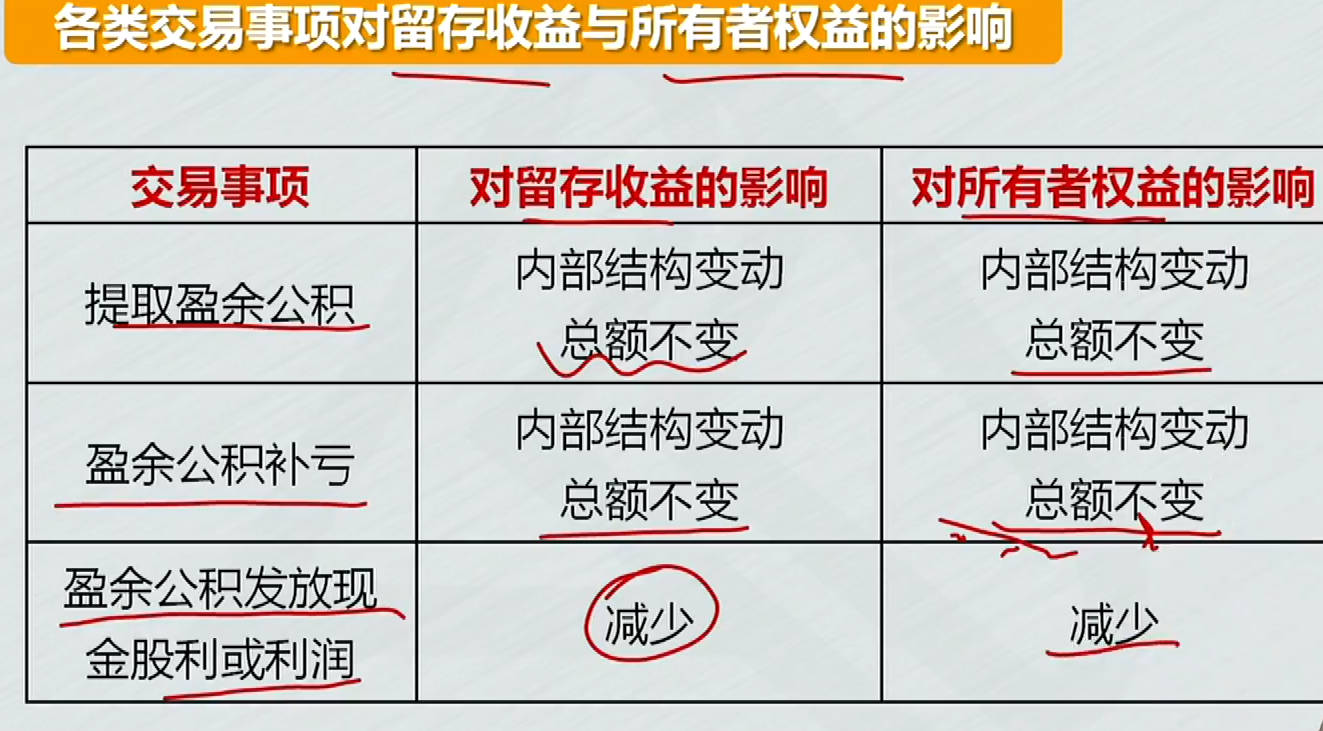 各类交易事项对留存收益与所有者权益的影响
交易事项
对留存收益的影响
对所有者权益的影响
提取盈余公积
内部结构变动
总额不变
内部结构变动
总额不变
盈余公积补亏
内部结构变动
总额不变
内部结构变动
总额不变
盈余公积发放现
金股利或利润
减少
减少